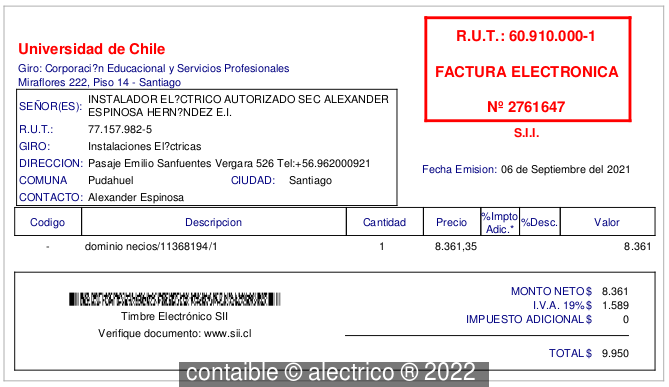 Universidad de Chile
Giro: Corporaci?n Educacional y Servicios Profesionales
Miraflores 222, Piso 14 - Santiago
R.U.T.: 60.910.000-1
FACTURA ELECTRONICA
Nº 2761647
S.I.I.
SEÑOR(ES): INSTALADOR EL?CTRICO AUTORIZADO SEC ALEXANDER
ESPINOSA HERN?NDEZ E.I.
R.U.T.: 77.157.982-5
GIRO: Instalaciones El?ctricas
DIRECCION: Pasaje Emilio Sanfuentes Vergara 526 Tel:+56.962000921
COMUNA Pudahuel CIUDAD: Santiago
CONTACTO: Alexander Espinosa
Fecha Emision: 06 de Septiembre del 2021
Codigo Descripcion Cantidad Precio %Impto Adic.* %Desc. Valor
- dominio necios/11368194/1 1 8.361,35 8.361
Timbre Electrónico SII
Verifique documento: www.sii.cl
MONTO NETO $ 8.361
I.V.A. 19% $ 1.589
IMPUESTO ADICIONAL $ 0
TOTAL $ 9.950
contaible © alectrico ® 2022